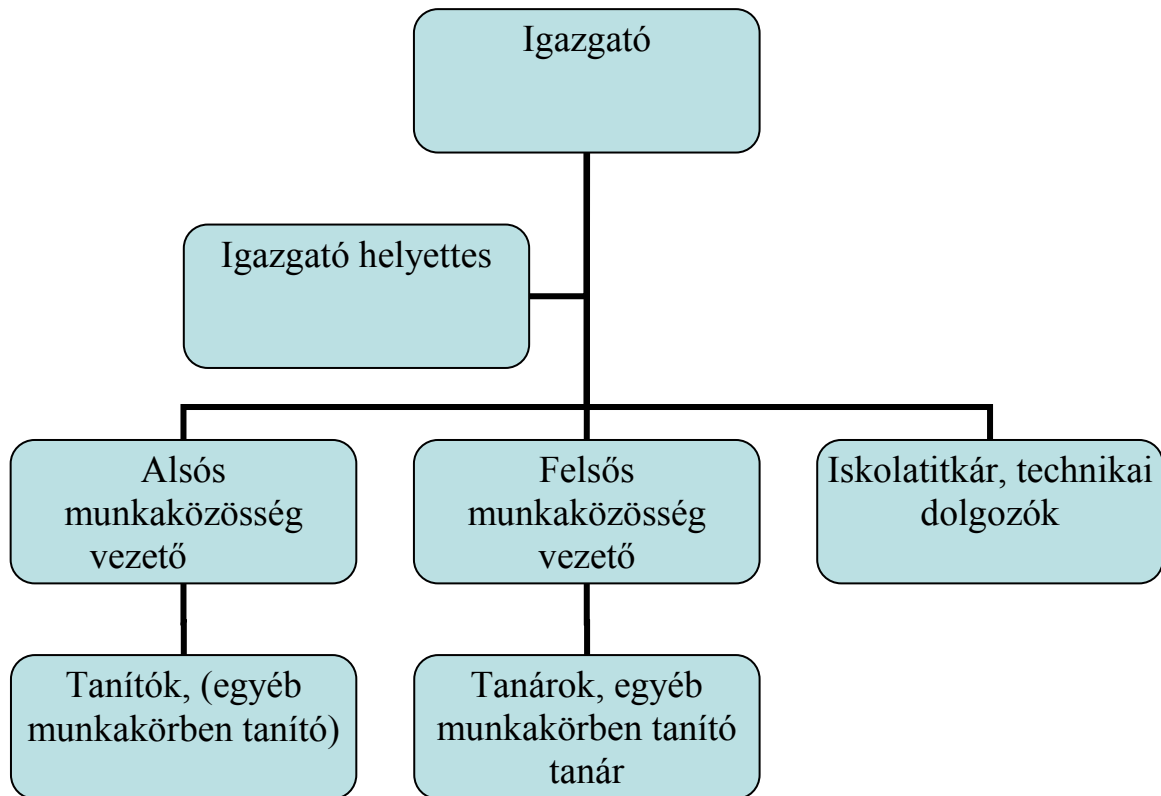 Igazgató
Igazgató helyettes
Alsós
munkaközösség
vezető
Felsős
munkaközösség
vezető
Iskolatitkár, technikai
dolgozók
Tanítók, (egyéb
munkakörben tanító)
Tanárok, egyéb
munkakörben tanító
tanár